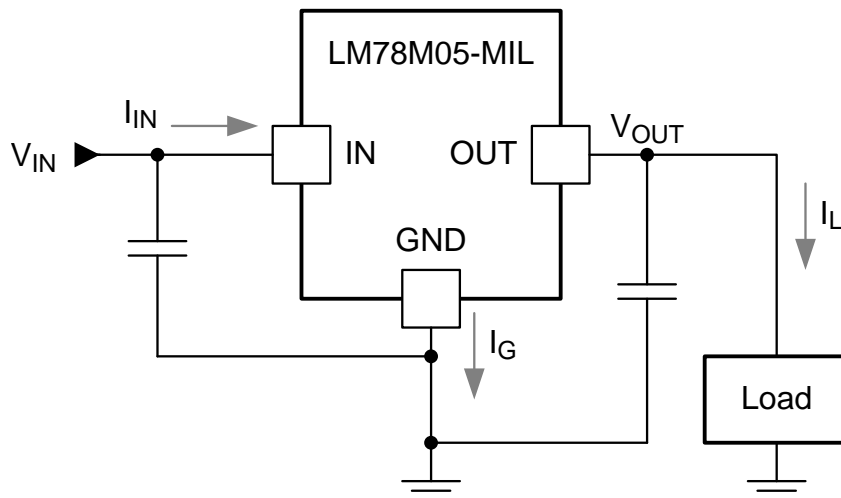 LM78M05-MIL
I_IN
V_IN
IN
OUT
V_OUT
I_L
GND
I_G
Load